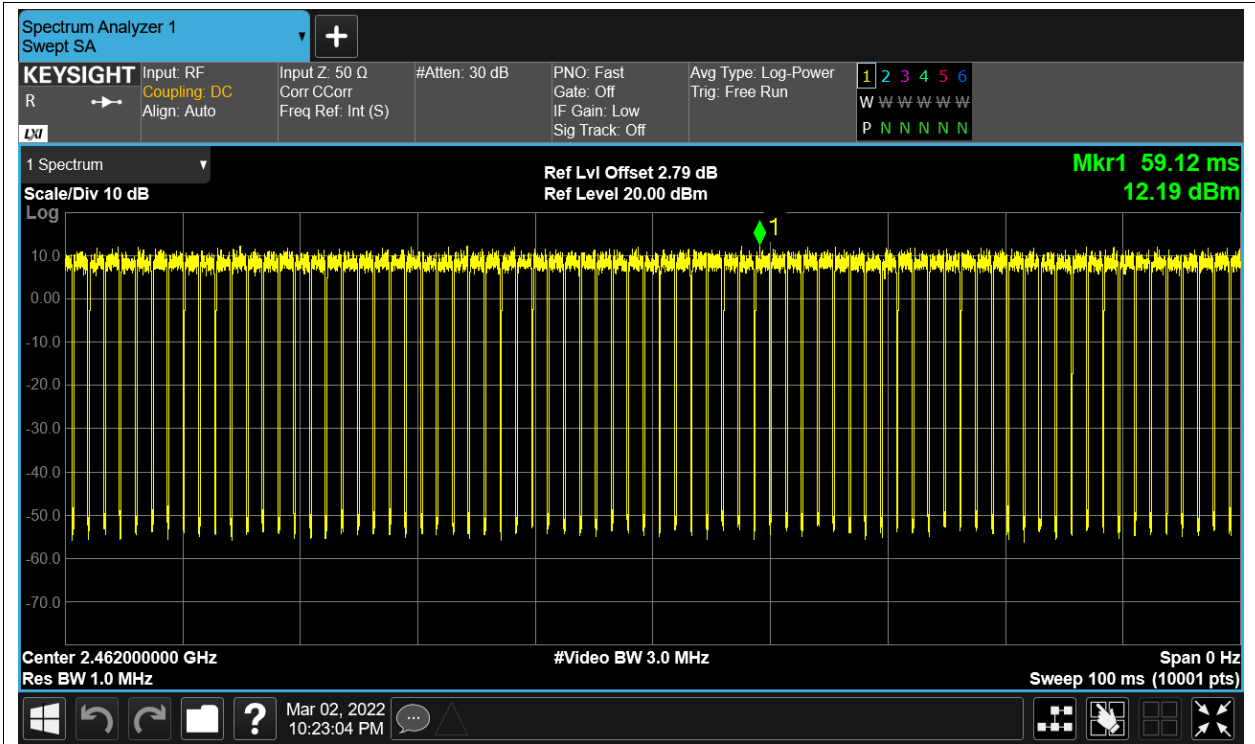 Spectrum Analyzer 1
Swept SA
KEYSIGHT
R
LXI
Input: RF
Coupling: DC
Align: Auto
Input Z: 50 Ω
Corr CCorr
Freq Ref: Int (S)
#Atten: 30 dB
PNO: Fast
Gate: Off
IF Gain: Low
Sig Track: Off
Avg Type: Log-Power
Trig: Free Run
1 2 3 4 5 6
W W W W W W
P N N N N N
1 Spectrum
Scale/Div 10 dB
Log
Ref Lvl Offset 2.79 dB
Ref Level 20.00 dBm
Mkr1 59.12 ms
12.19 dBm
1
10.0
0.00
-10.0
-20.0
-30.0
-40.0
-50.0
-60.0
-70.0
Center 2.462000000 GHz
#Video BW 3.0 MHz
Span 0 Hz
Res BW 1.0 MHz
Sweep 100 ms (10001 pts)
?
Mar 02, 2022
10:23:04 PM